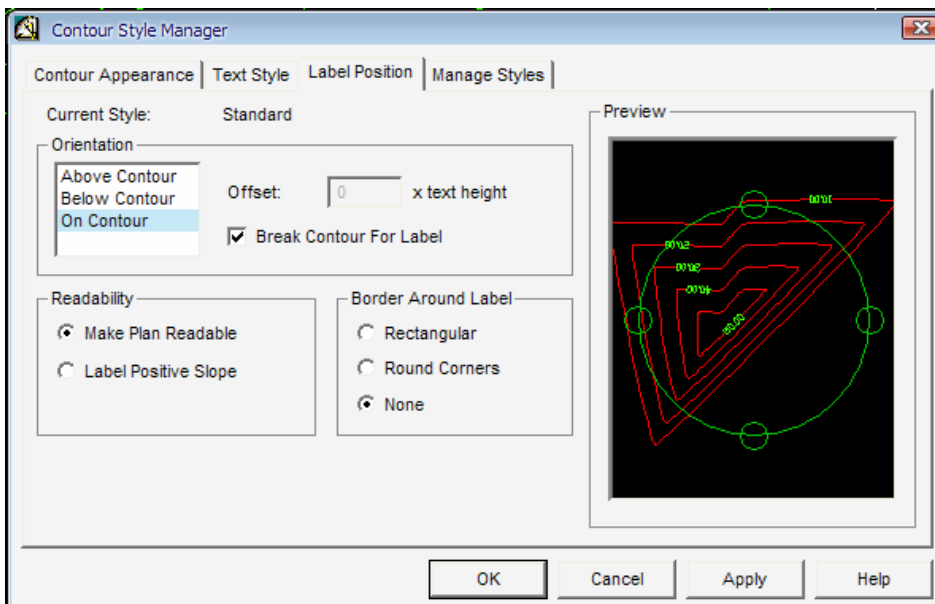 Contour Style Manager
Contour Appearance Text Style Label Position Manage Styles
Current Style: Standard
Orientation
Above Contour
Below Contour
On Contour
Offset: 0 x text height
Break Contour For Label
Readability
Make Plan Readable
Label Positive Slope
Border Around Label
Rectangular
Round Corners
None
Preview
OK Cancel Apply Help